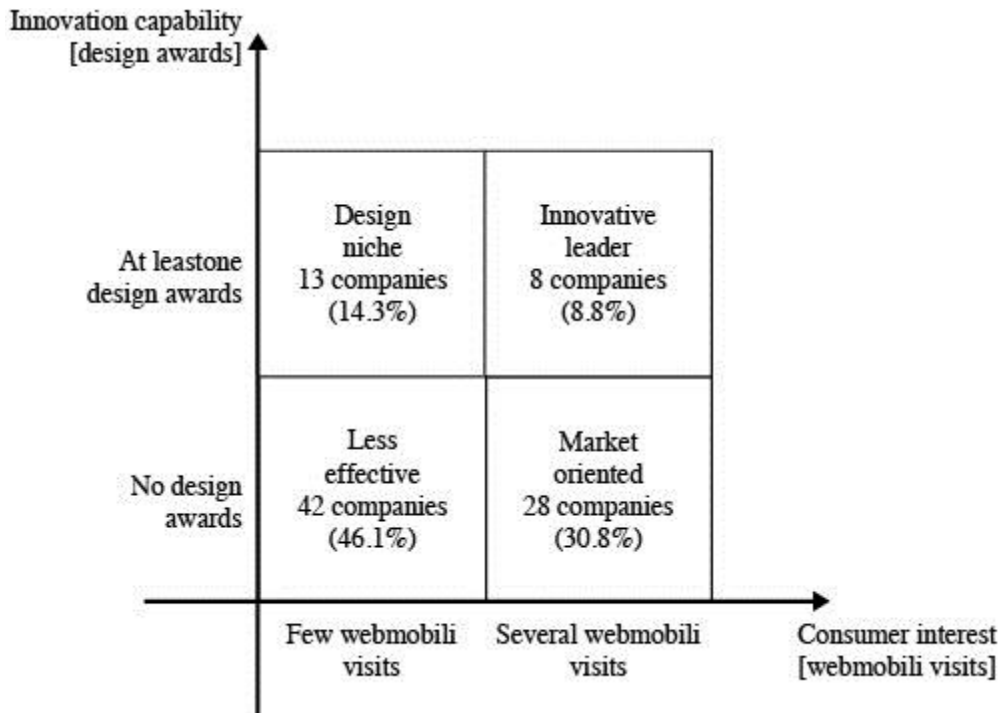 Innovation capability
[design awards]
Design
niche
13 companies
(14.3%)
Innovative
leader
8 companies
(8.8%)
At leastone
design awards
Less
effective
42 companies
(46.1%)
Market
oriented
28 companies
(30.8%)
No design
awards
Few webmobili
visits
Several webmobili
visits
Consumer interest
[webmobili visits]